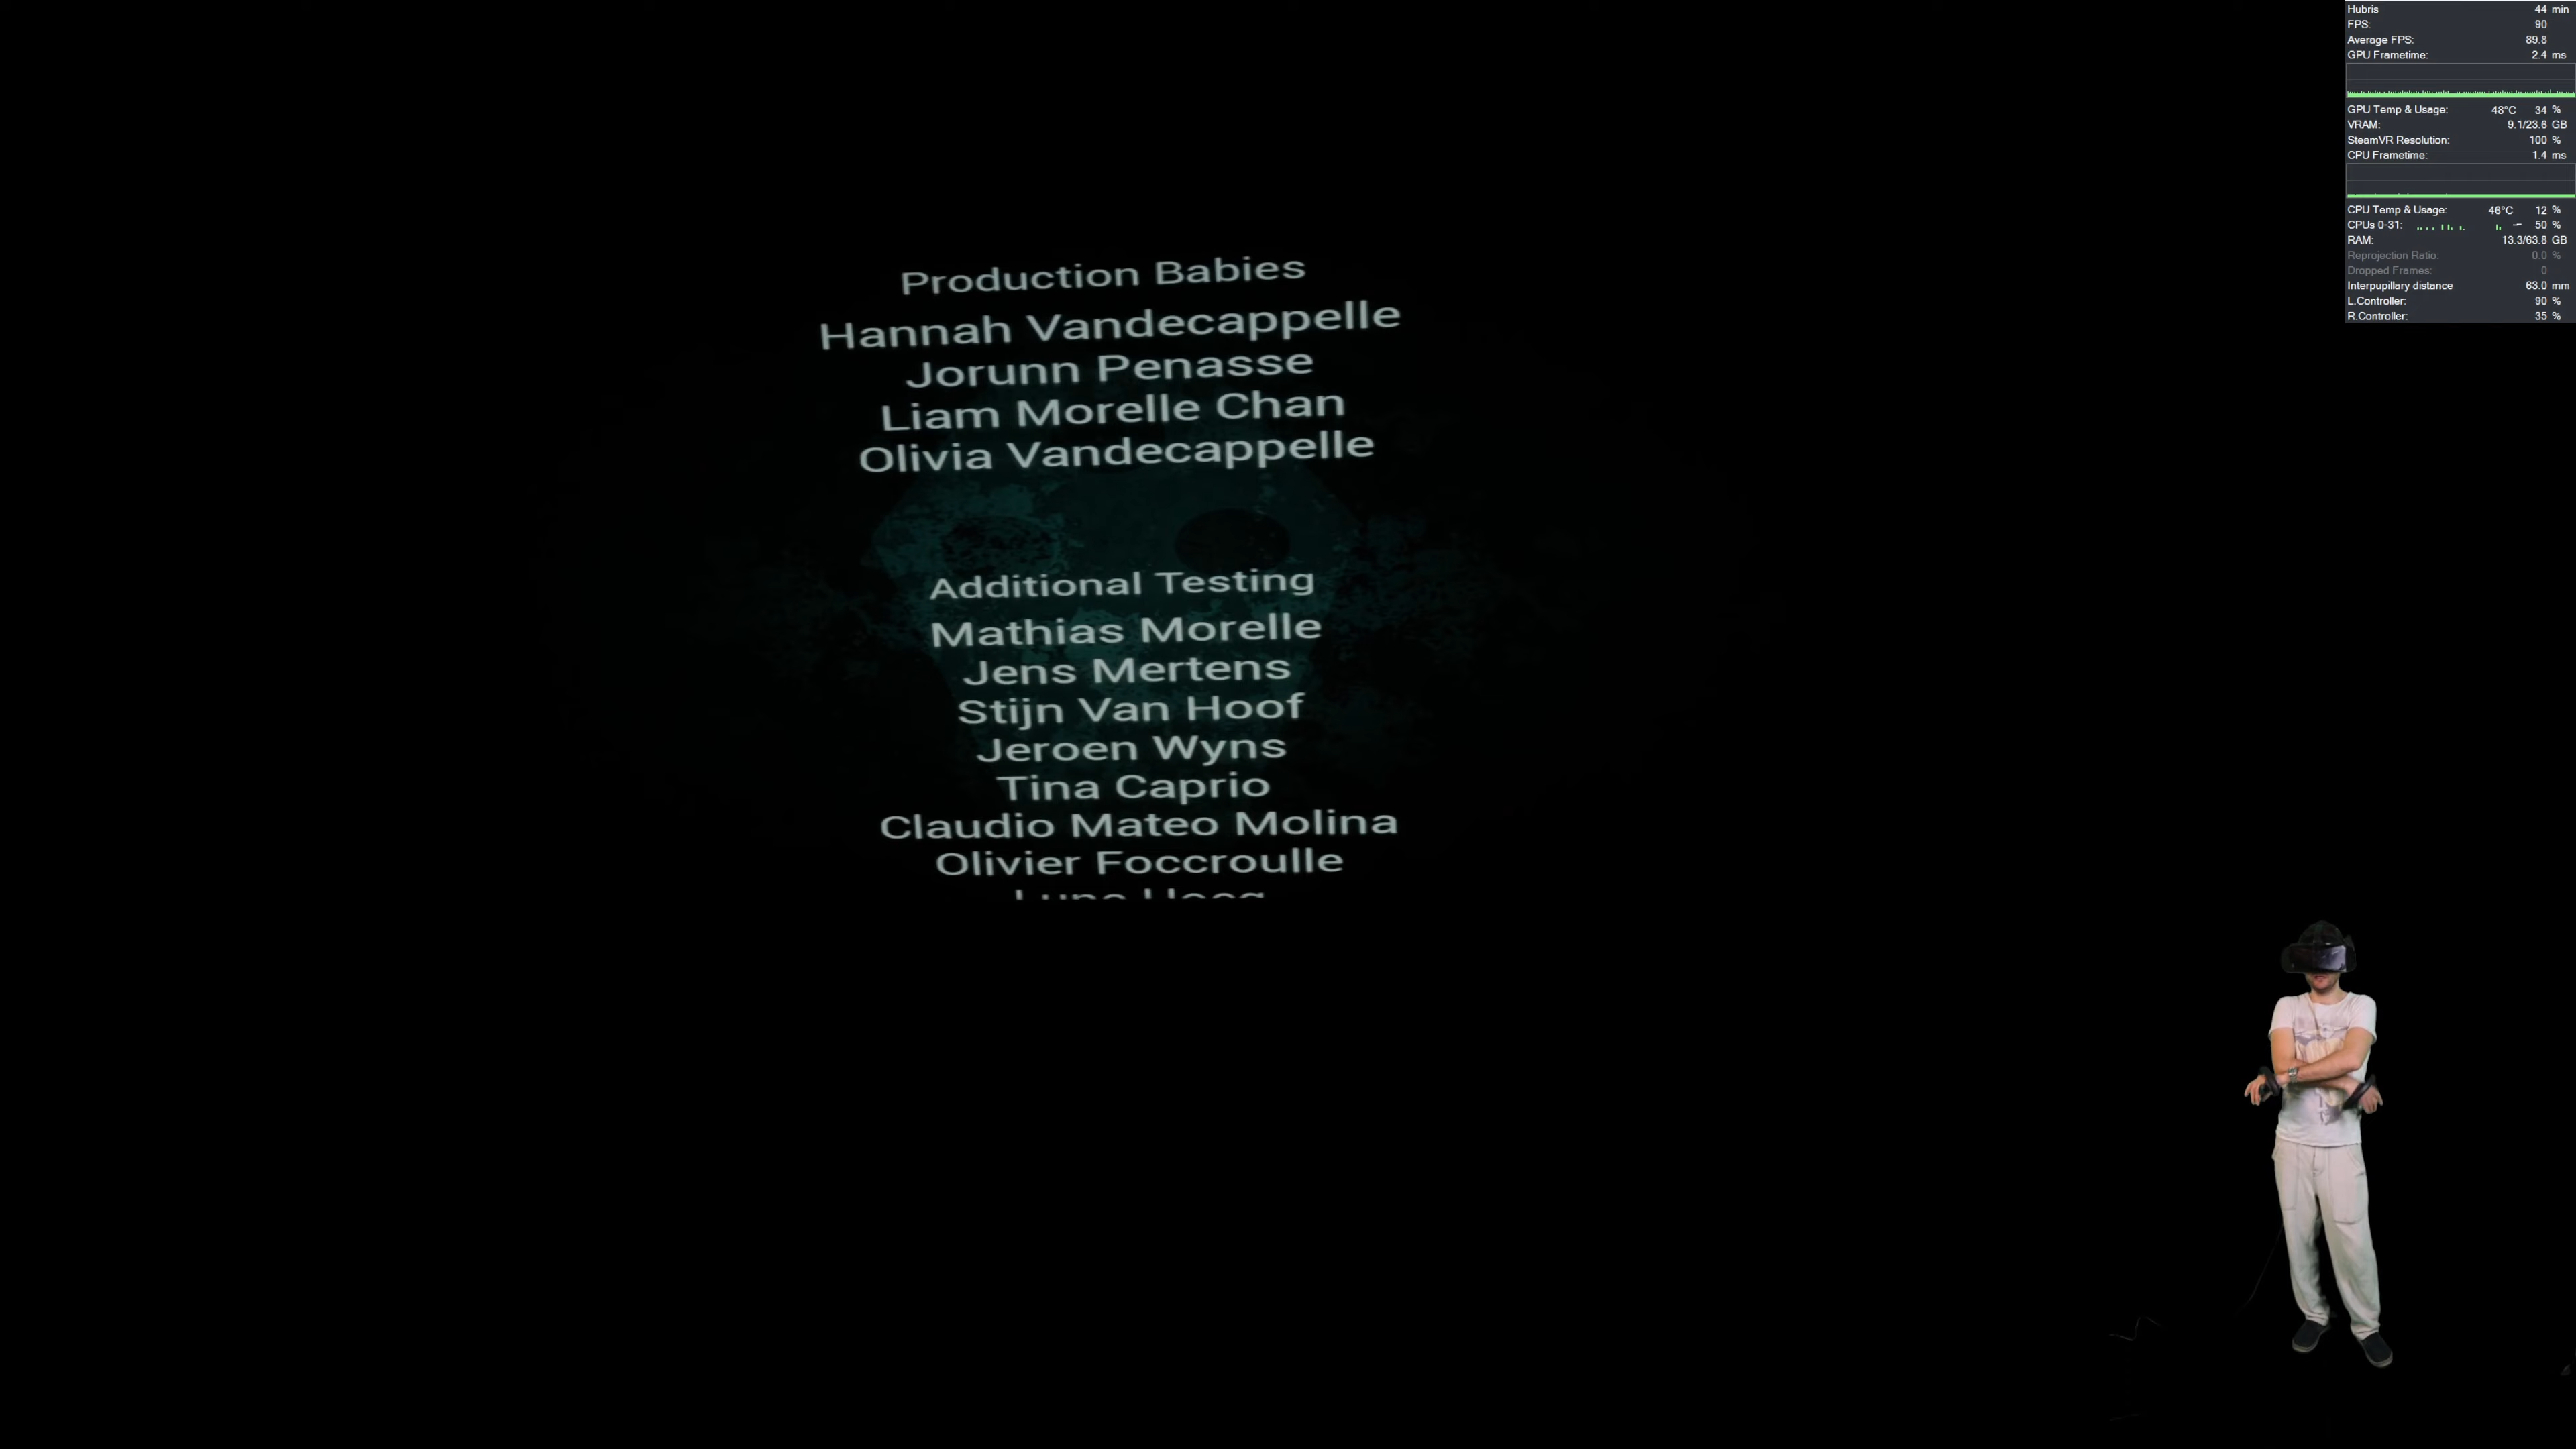 Production Babies
Hannah Vandecappelle
Jorunn Penasse
Liam Morelle Chan
Olivia Vandecappelle
Additional Testing
Mathias Morelle
Jens Mertens
Stijn Van Hoof
Jeroen Wyns
Tina Caprio
Claudio Mateo Molina
Olivier Foccroulle
Hubris 44 min
FPS: 90
Average FPS: 89.8
GPU Frametime: 2.4 ms
GPU Temp & Usage: 48°C 34 %
VRAM: 9.1/23.6 GB
SteamVR Resolution: 100 %
CPU Frametime: 1.4 ms
CPU Temp & Usage: 46°C 12 %
CPUs 0-31: 50 %
RAM: 13.3/63.8 GB
Reprojection Ratio: 0.0 %
Dropped Frames: 0
Interpupillary distance 63.0 mm
L.Controller: 90 %
R.Controller: 35 %